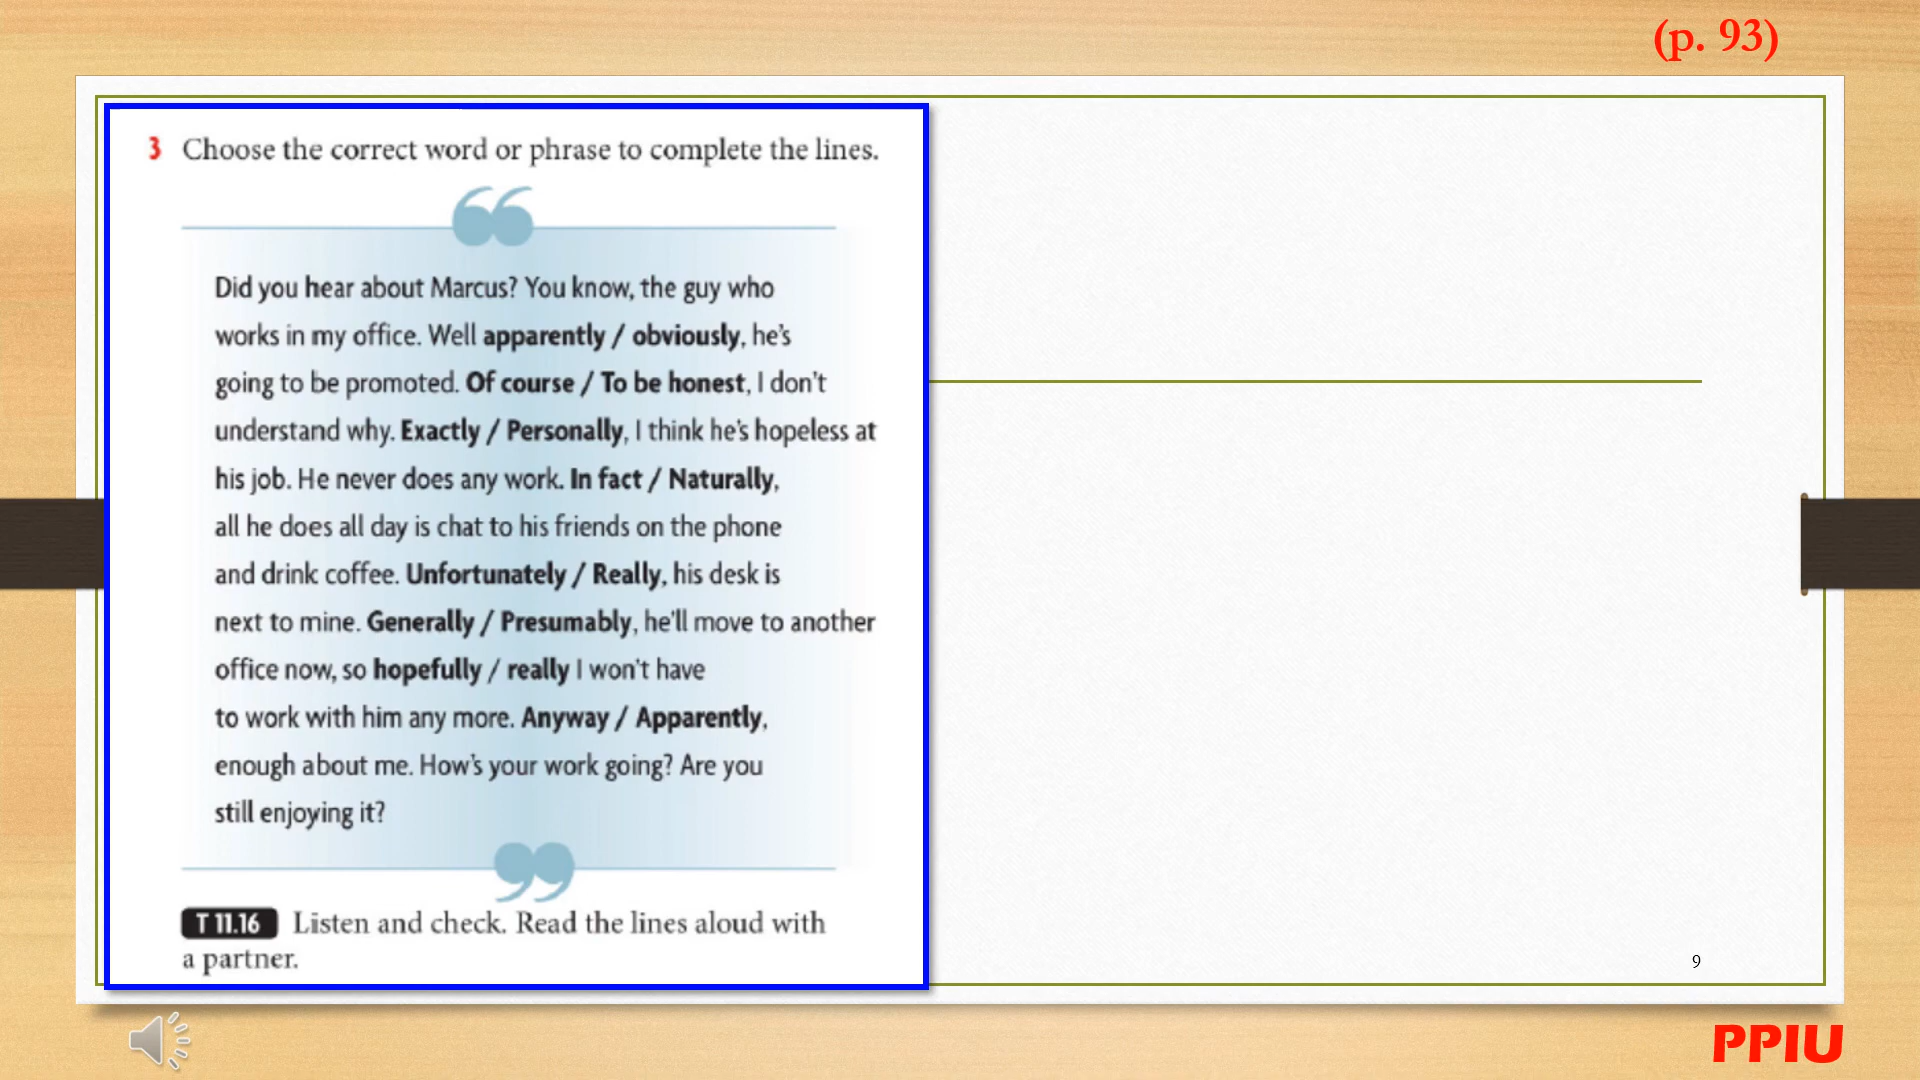 (p. 93)
3 Choose the correct word or phrase to complete the lines.
“
Did you hear about Marcus? You know, the guy who
works in my office. Well apparently / obviously, he’s
going to be promoted. Of course / To be honest, I don’t
understand why. Exactly / Personally, I think he’s hopeless at
his job. He never does any work. In fact / Naturally,
all he does all day is chat to his friends on the phone
and drink coffee. Unfortunately / Really, his desk is
next to mine. Generally / Presumably, he’ll move to another
office now, so hopefully / really I won’t have
to work with him any more. Anyway / Apparently,
enough about me. How’s your work going? Are you
still enjoying it?
”
T 11.16 Listen and check. Read the lines aloud with
a partner.
9
PPIU